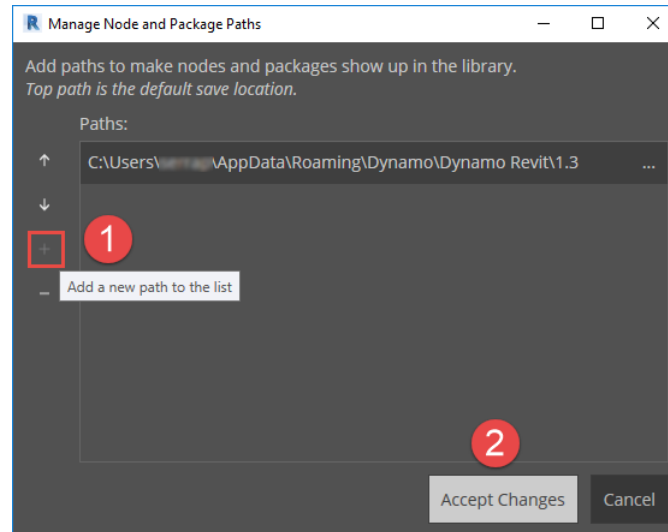 R Manage Node and Package Paths
Add paths to make nodes and packages show up in the library.
Top path is the default save location.
Paths:
C:\Users\ \AppData\Roaming\Dynamo\Dynamo Revit\1.3 ...
+ 1
Add a new path to the list
2
Accept Changes Cancel